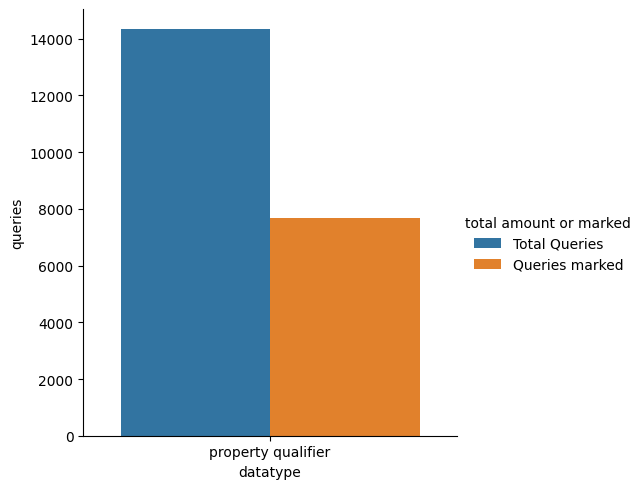 14000
12000
10000
8000
6000
4000
2000
0
queries
property qualifier
datatype
total amount or marked
Total Queries
Queries marked